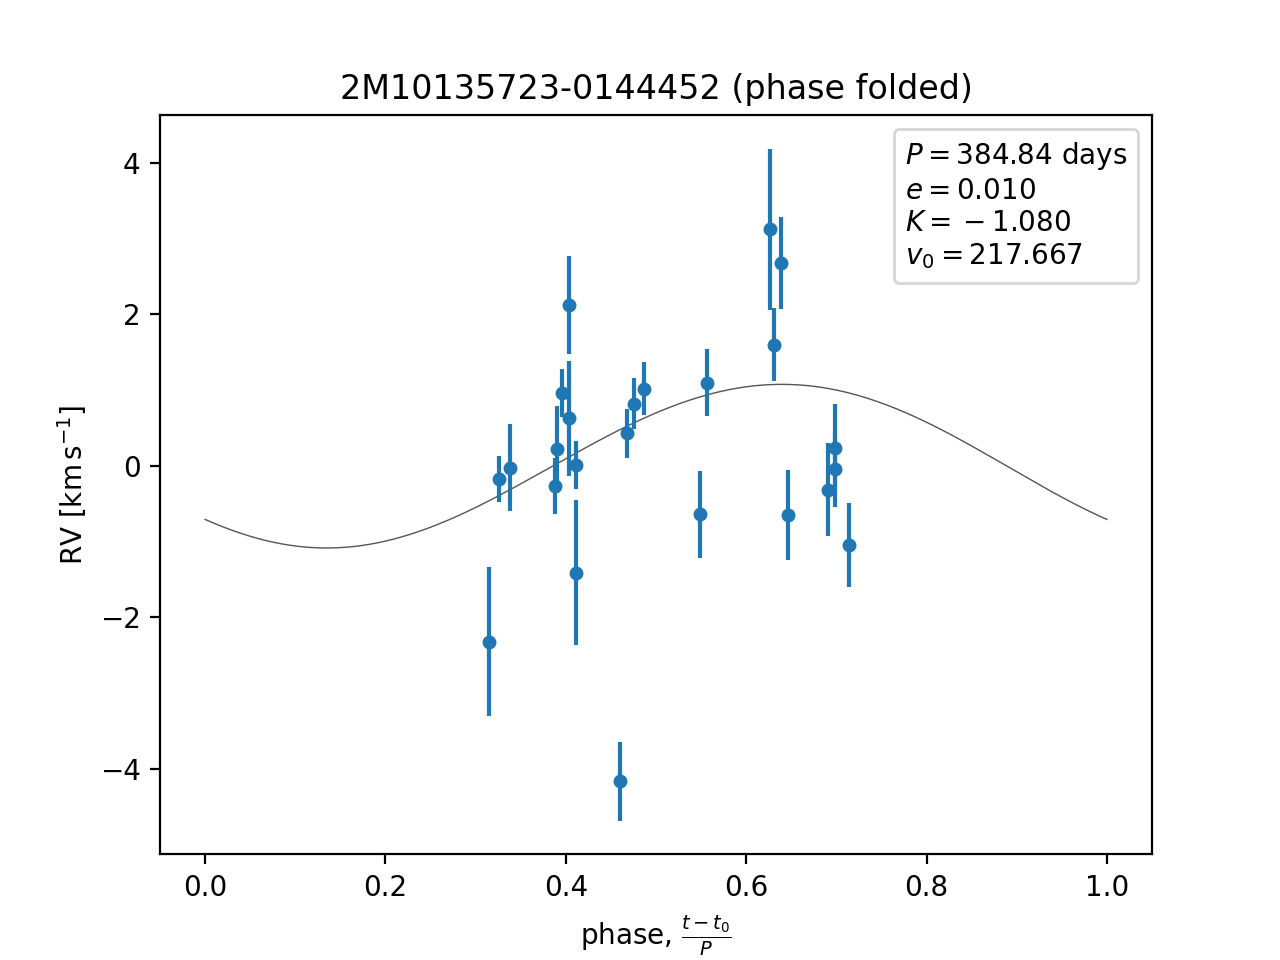 2M10135723-0144452 (phase folded)
P = 384.84 days
e = 0.010
K = −1.080
v₀ = 217.667
RV [km s⁻¹]
4
2
0
−2
−4
0.0 0.2 0.4 0.6 0.8 1.0
phase, (t − t₀)/P